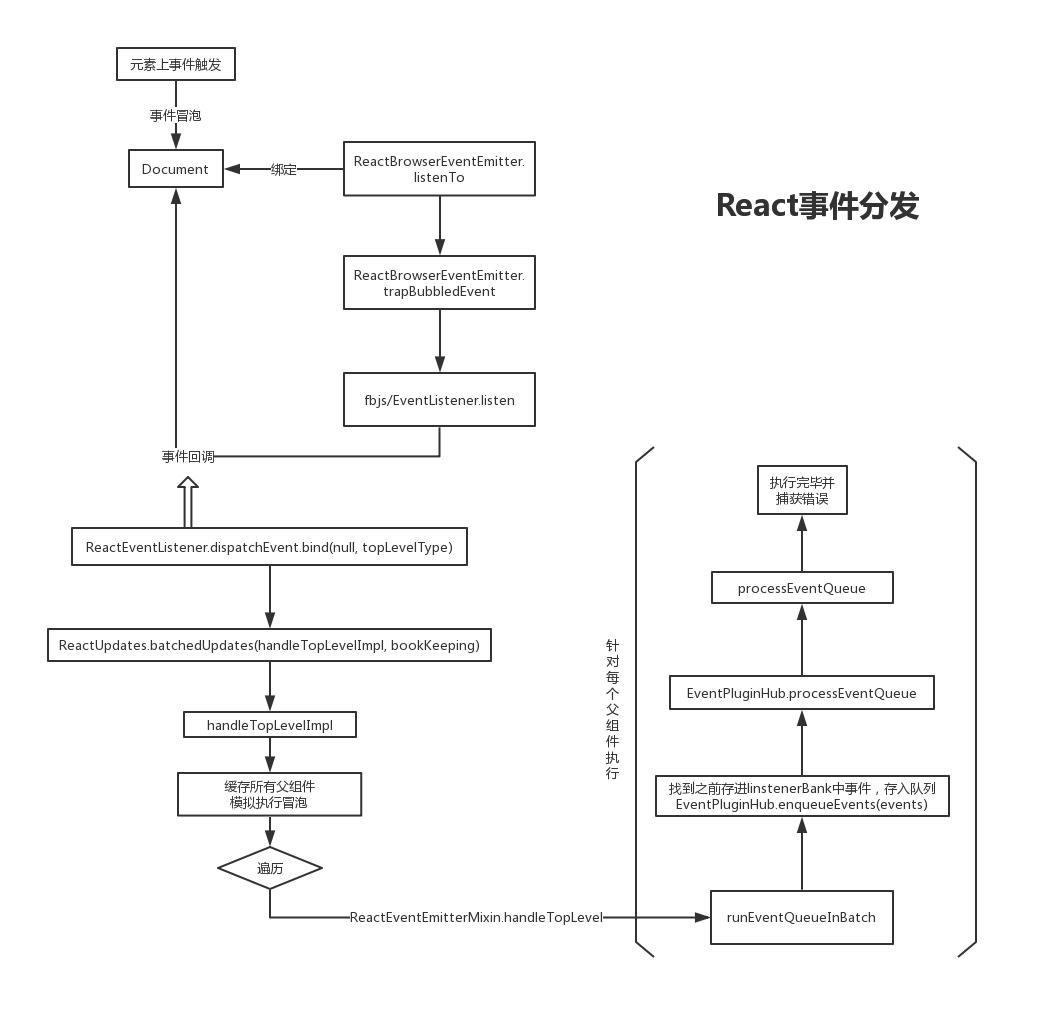 元素上事件触发
事件冒泡
Document
绑定
ReactBrowserEventEmitter.
listenTo
React事件分发
ReactBrowserEventEmitter.
trapBubbledEvent
fbjs/EventListener.listen
事件回调
ReactEventListener.dispatchEvent.bind(null, topLevelType)
ReactUpdates.batchedUpdates(handleTopLevelImpl, bookKeeping)
handleTopLevelImpl
缓存所有父组件
模拟执行冒泡
遍历
ReactEventEmitterMixin.handleTopLevel
针
对
每
个
父
组
件
执
行
执行完毕并
捕获错误
processEventQueue
EventPluginHub.processEventQueue
找到之前存进linstenerBank中事件，存入队列
EventPluginHub.enqueueEvents(events)
runEventQueueInBatch